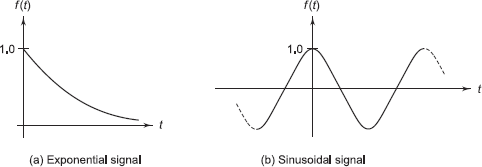 f(t)
1.0
t
(a) Exponential signal
f(t)
1.0
t
(b) Sinusoidal signal